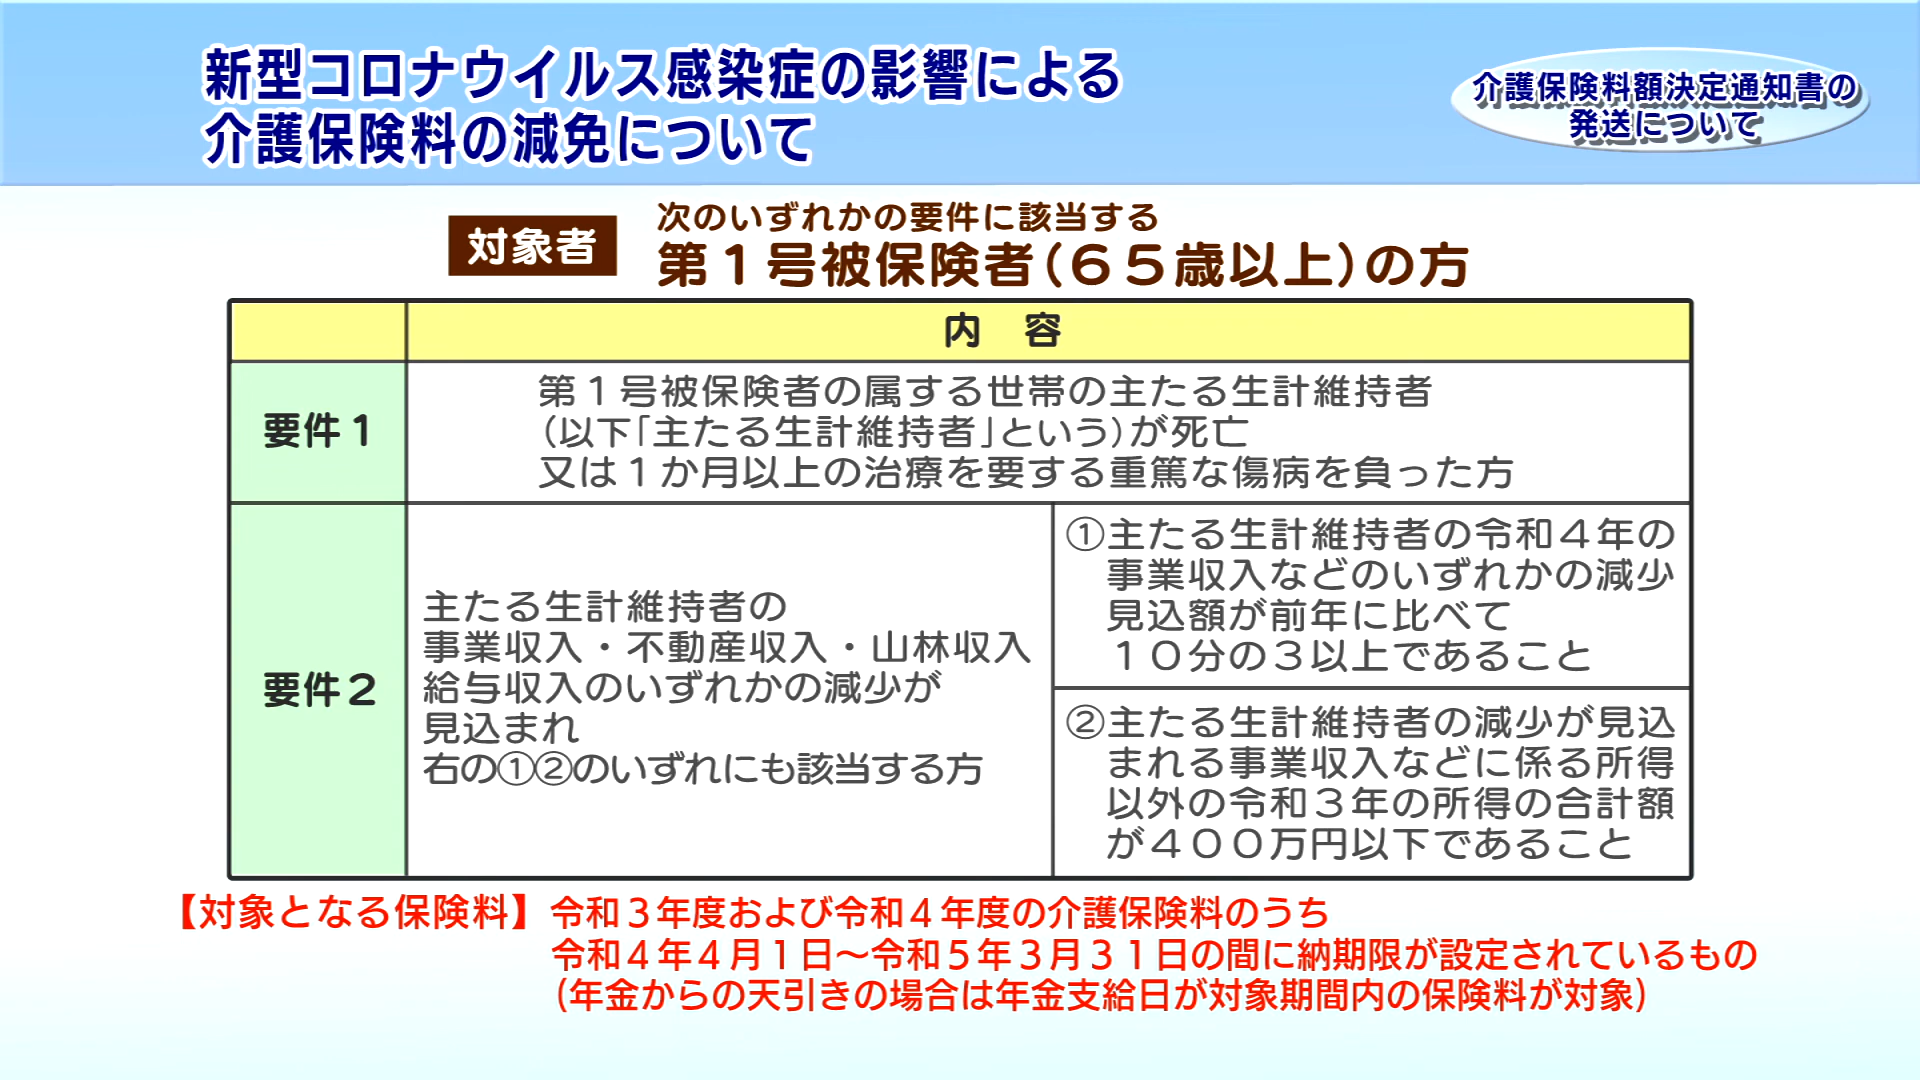 新型コロナウイルス感染症の影響による
介護保険料の減免について
介護保険料額決定通知書の
発送について
対象者
次のいずれかの要件に該当する
第１号被保険者（６５歳以上）の方
内　容
要件１
第１号被保険者の属する世帯の主たる生計維持者
（以下「主たる生計維持者」という）が死亡
又は１か月以上の治療を要する重篤な傷病を負った方
要件２
主たる生計維持者の
事業収入・不動産収入・山林収入
給与収入のいずれかの減少が
見込まれ
右の①②のいずれにも該当する方
①主たる生計維持者の令和４年の
事業収入などのいずれかの減少
見込額が前年に比べて
１０分の３以上であること
②主たる生計維持者の減少が見込
まれる事業収入などに係る所得
以外の令和３年の所得の合計額
が４００万円以下であること
【対象となる保険料】令和３年度および令和４年度の介護保険料のうち
令和４年４月１日～令和５年３月３１日の間に納期限が設定されているもの
（年金からの天引きの場合は年金支給日が対象期間内の保険料が対象）